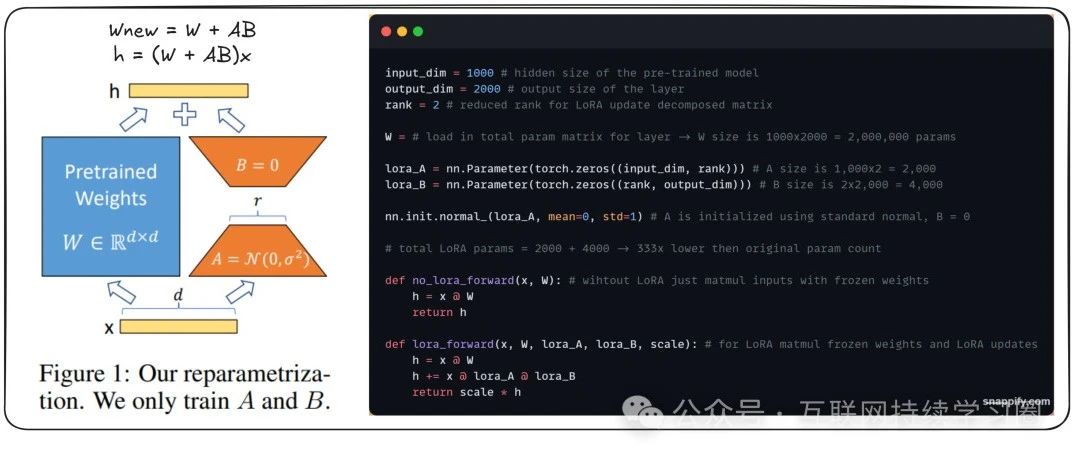 Wnew = W + AB
h = (W + AB)x
h
Pretrained
Weights
W ∈ ℝ^{d×d}
B = 0
r
A = 𝒩(0, σ²)
d
x
Figure 1: Our reparametriza-
tion. We only train A and B.
input_dim = 1000 # hidden size of the pre-trained model
output_dim = 2000 # output size of the layer
rank = 2 # reduced rank for LoRA update decomposed matrix
W = # load in total param matrix for layer → W size is 1000x2000 = 2,000,000 params
lora_A = nn.Parameter(torch.zeros((input_dim, rank))) # A size is 1,000x2 = 2,000
lora_B = nn.Parameter(torch.zeros((rank, output_dim))) # B size is 2x2,000 = 4,000
nn.init.normal_(lora_A, mean=0, std=1) # A is initialized using standard normal, B = 0
# total LoRA params = 2000 + 4000 → 333x lower then original param count
def no_lora_forward(x, W): # wihtout LoRA just matmul inputs with frozen weights
h = x @ W
return h
def lora_forward(x, W, lora_A, lora_B, scale): # for LoRA matmul frozen weights and LoRA updates
h = x @ W
h += x @ lora_A @ lora_B
return scale * h
snappify.com
公众号 · 互联网持续学习圈